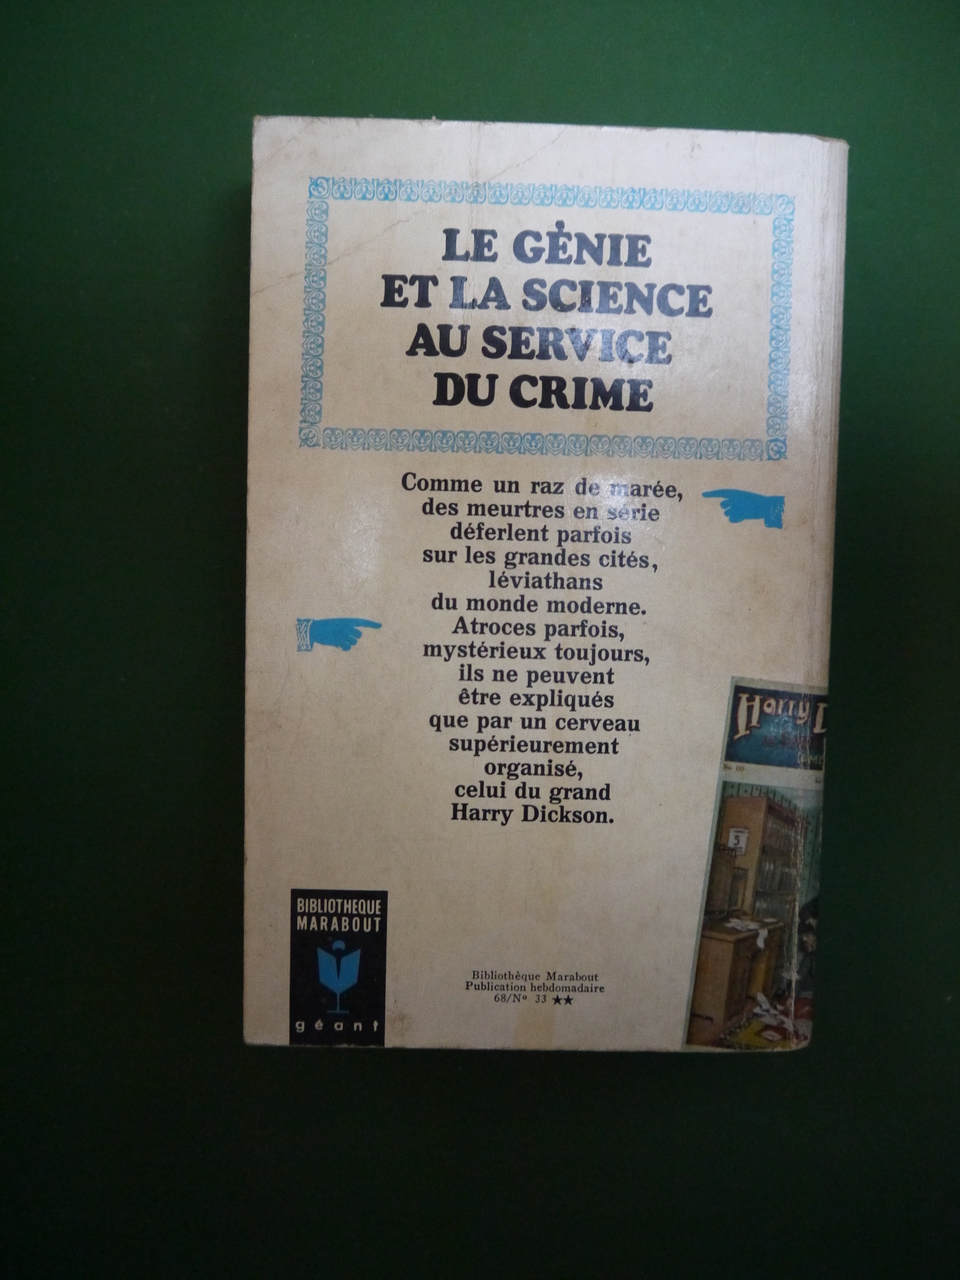 LE GÉNIE
ET LA SCIENCE
AU SERVICE
DU CRIME
Comme un raz de marée,
des meurtres en série
déferlent parfois
sur les grandes cités,
léviathans
du monde moderne.
Atroces parfois,
mystérieux toujours,
ils ne peuvent
être expliqués
que par un cerveau
supérieurement
organisé,
celui du grand
Harry Dickson.
Harry D
5
BIBLIOTHEQUE
MARABOUT
géant
Bibliothèque Marabout
Publication hebdomadaire
68/Nº 33 ★★